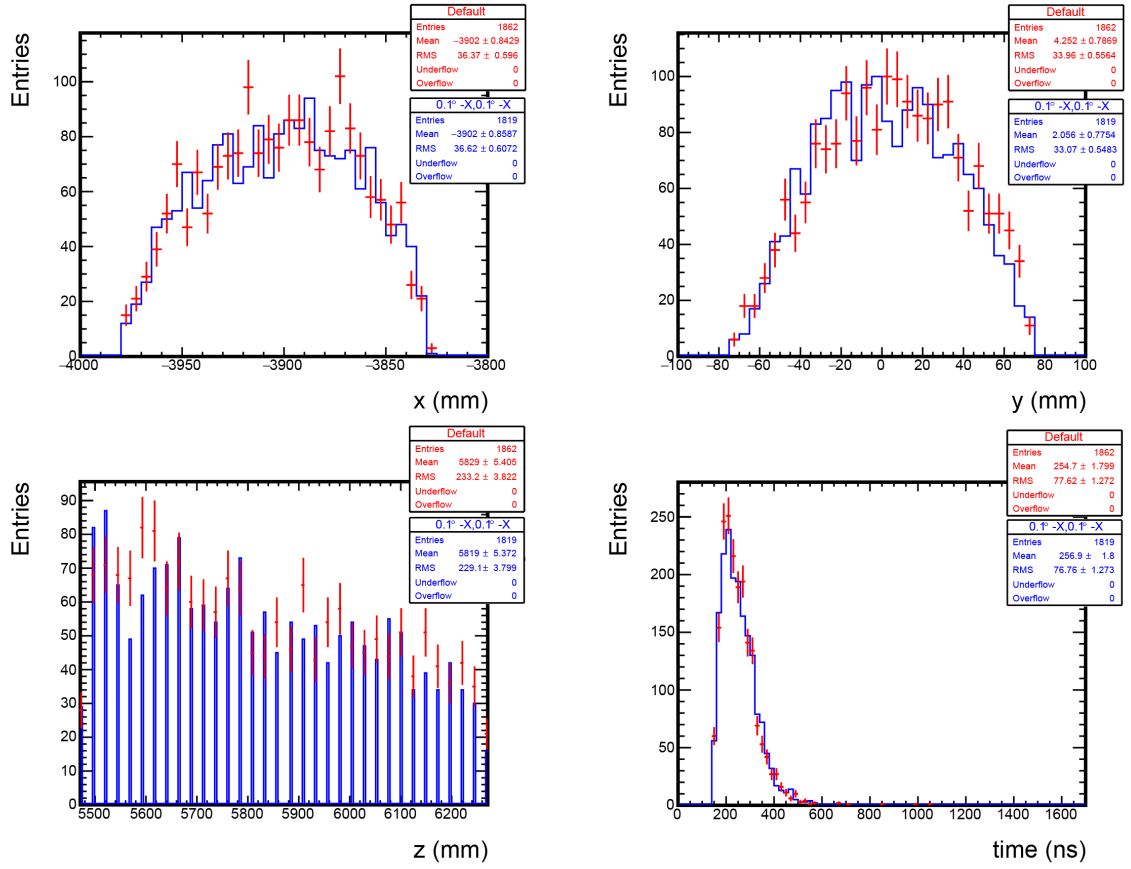 Default
Entries 1862
Mean −3902 ± 0.8429
RMS 36.37 ± 0.596
Underflow 0
Overflow 0
0.1° -X,0.1° -X
Entries 1819
Mean −3902 ± 0.8587
RMS 36.62 ± 0.6072
Underflow 0
Overflow 0
Entries
100
80
60
40
20
0
−4000 −3950 −3900 −3850 −3800
x (mm)
Default
Entries 1862
Mean 4.252 ± 0.7869
RMS 33.96 ± 0.5564
Underflow 0
Overflow 0
0.1° -X,0.1° -X
Entries 1819
Mean 2.056 ± 0.7754
RMS 33.07 ± 0.5483
Underflow 0
Overflow 0
Entries
100
80
60
40
20
0
−100 −80 −60 −40 −20 0 20 40 60 80 100
y (mm)
Default
Entries 1862
Mean 5829 ± 5.405
RMS 233.2 ± 3.822
Underflow 0
Overflow 0
0.1° -X,0.1° -X
Entries 1819
Mean 5819 ± 5.372
RMS 229.1 ± 3.799
Underflow 0
Overflow 0
Entries
90
80
70
60
50
40
30
20
10
0
5500 5600 5700 5800 5900 6000 6100 6200
z (mm)
Default
Entries 1862
Mean 254.7 ± 1.799
RMS 77.62 ± 1.272
Underflow 0
Overflow 0
0.1° -X,0.1° -X
Entries 1819
Mean 256.9 ± 1.8
RMS 76.76 ± 1.273
Underflow 0
Overflow 0
Entries
250
200
150
100
50
0
0 200 400 600 800 1000 1200 1400 1600
time (ns)